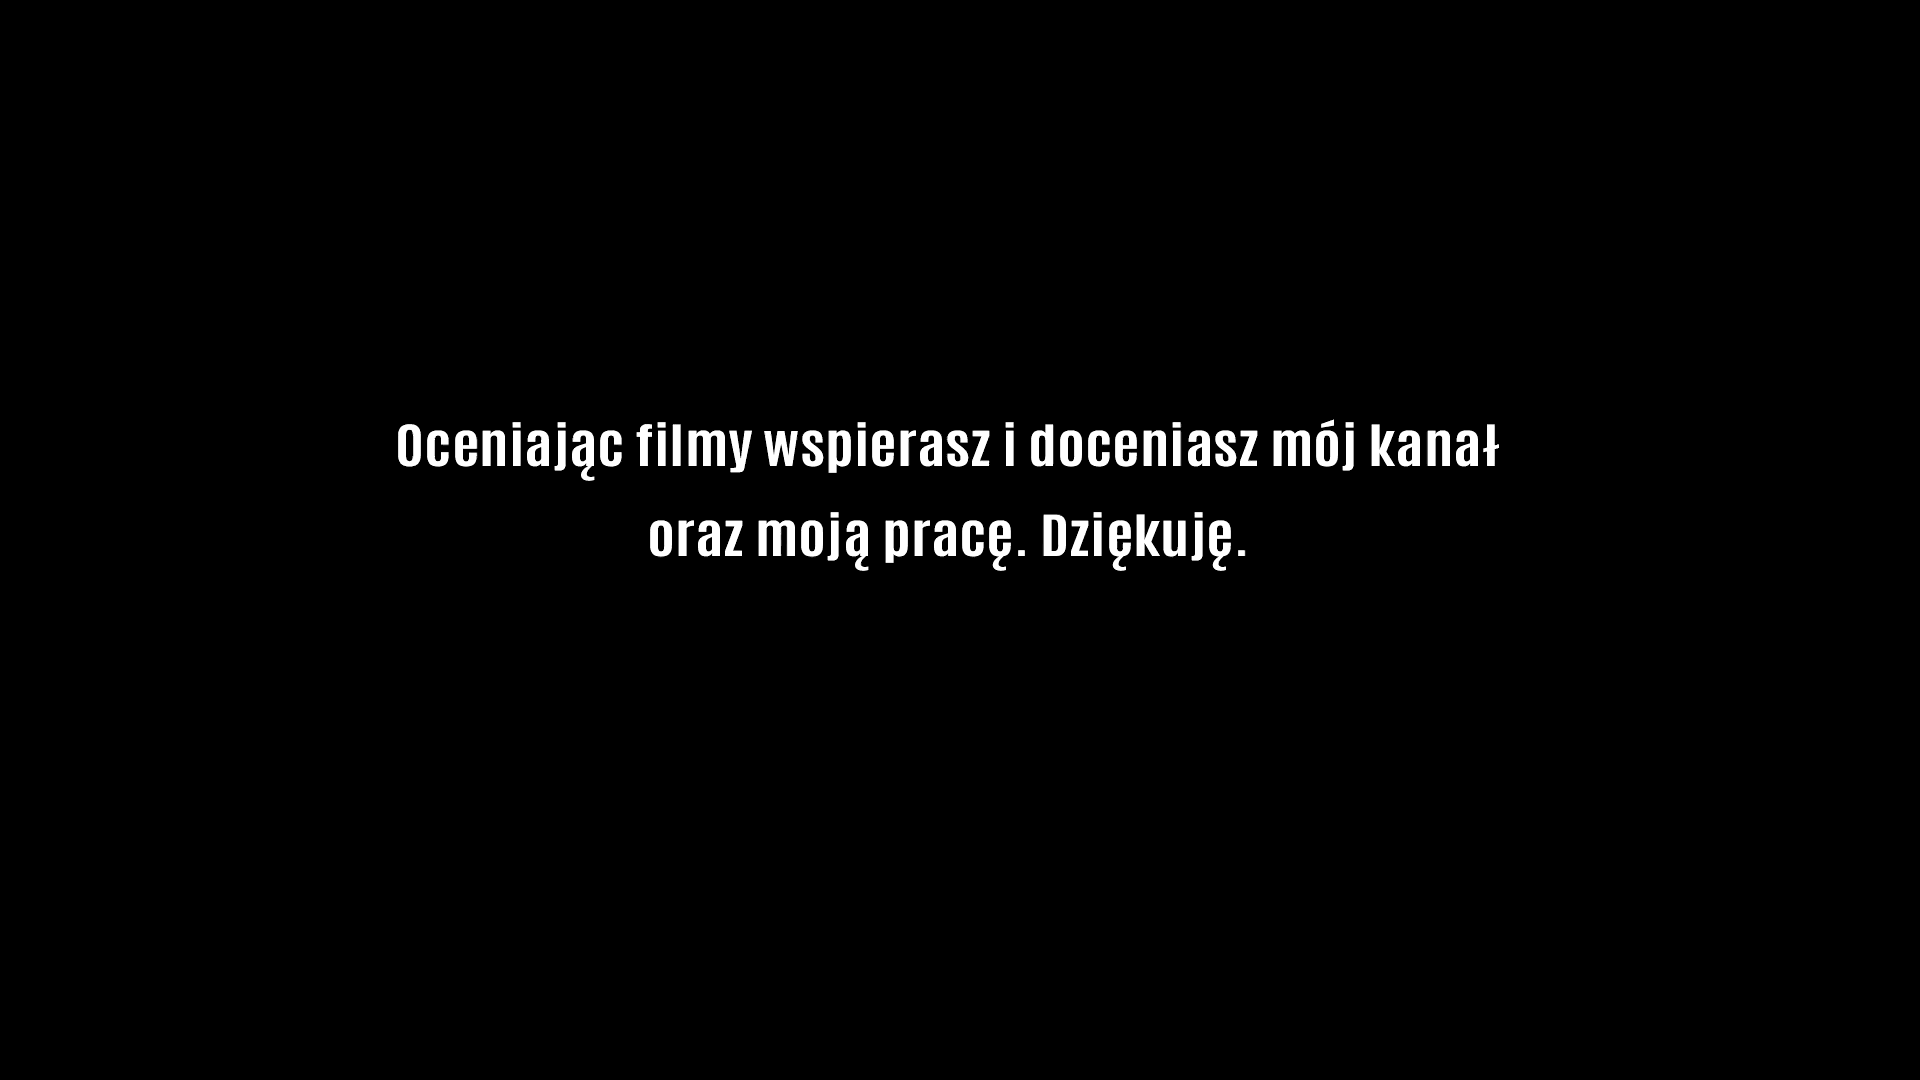 Oceniając filmy wspierasz i doceniasz mój kanał
oraz moją pracę. Dziękuję.